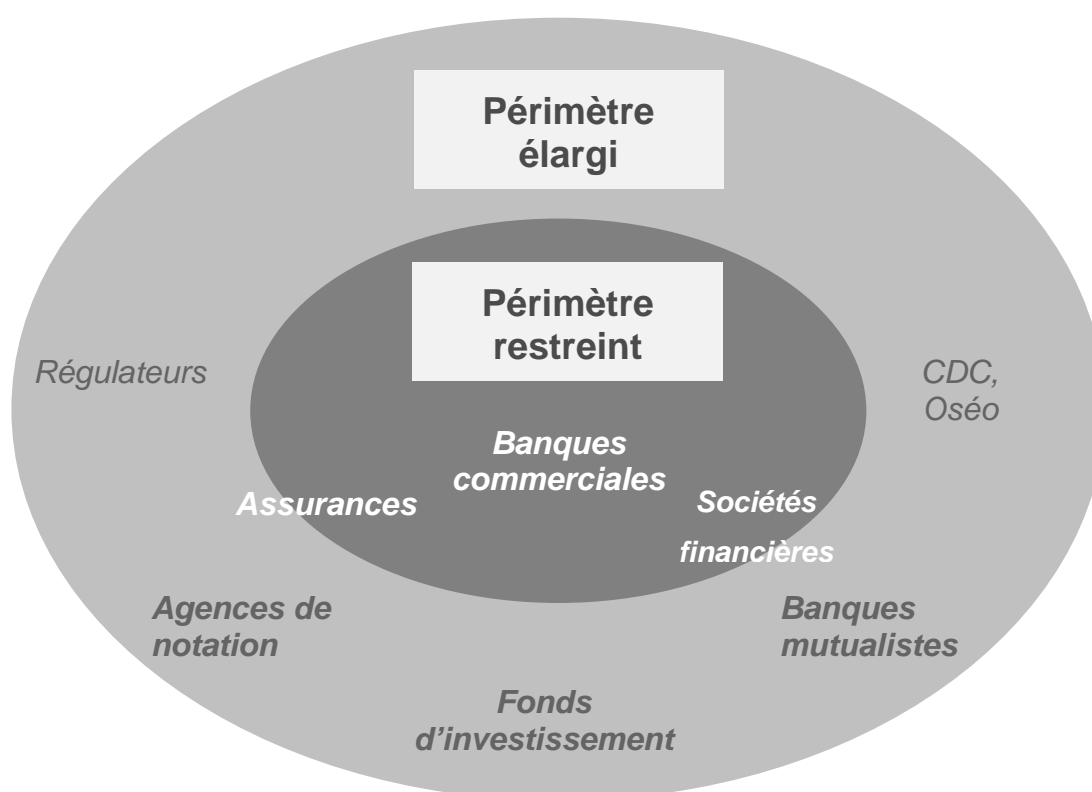 Périmètre
élargi
Périmètre
restreint
Régulateurs
CDC,
Oséo
Banques
commerciales
Assurances
Sociétés
financières
Agences de
notation
Banques
mutualistes
Fonds
d’investissement